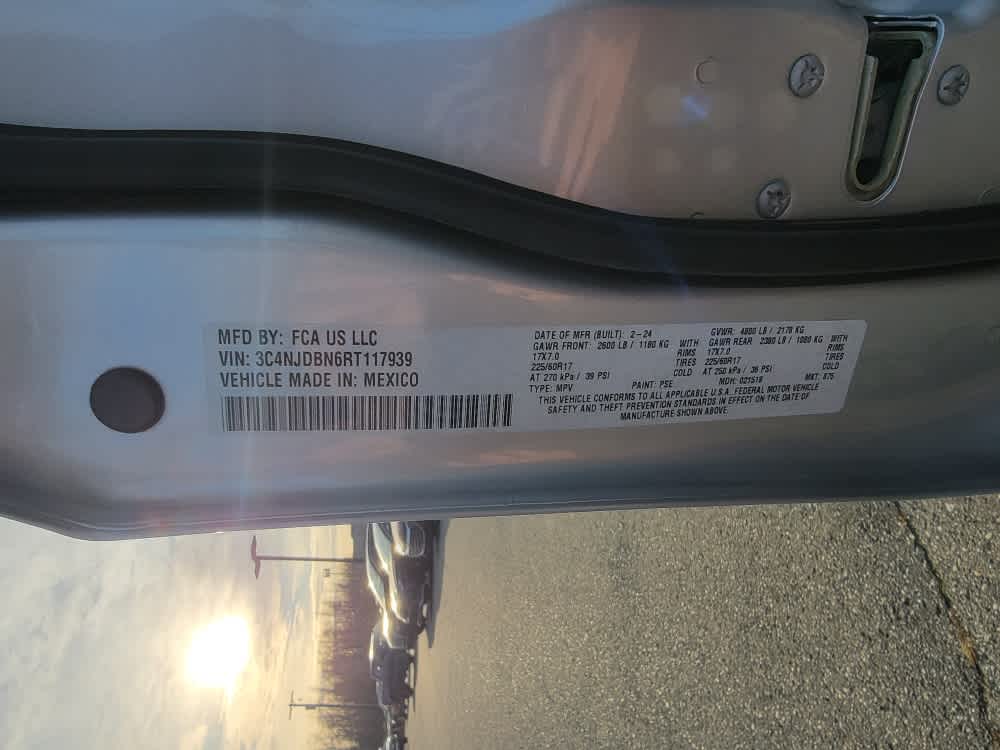 MFD BY: FCA US LLC
VIN: 3C4NJDBN6RT117939
VEHICLE MADE IN: MEXICO
DATE OF MFR (BUILT): 2-24 GVWR: 4800 LB / 2178 KG
GAWR FRONT: 2600 LB / 1180 KG WITH GAWR REAR 2380 LB / 1080 KG WITH
17X7.0 RIMS 17X7.0 RIMS
225/60R17 TIRES 225/60R17 TIRES
AT 270 kPa / 39 PSI COLD AT 250 kPa / 36 PSI COLD
TYPE: MPV PAINT: PSE MDH: 021518 MKT: 875
THIS VEHICLE CONFORMS TO ALL APPLICABLE U.S.A. FEDERAL MOTOR VEHICLE
SAFETY AND THEFT PREVENTION STANDARDS IN EFFECT ON THE DATE OF
MANUFACTURE SHOWN ABOVE.